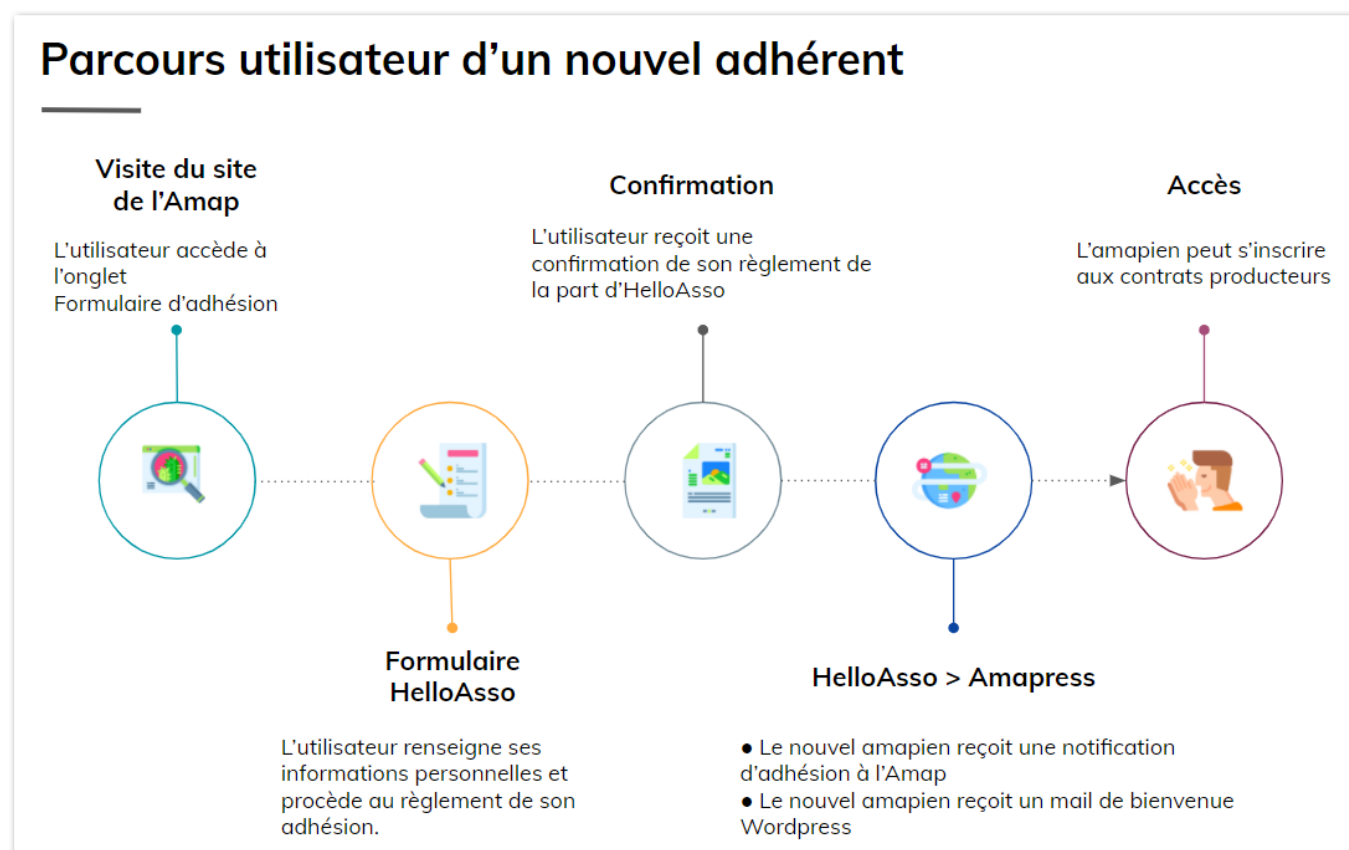 Parcours utilisateur d’un nouvel adhérent
Visite du site
de l’Amap
L’utilisateur accède à
l’onglet
Formulaire d’adhésion
Formulaire
HelloAsso
L’utilisateur renseigne ses
informations personnelles et
procède au règlement de son
adhésion.
Confirmation
L’utilisateur reçoit une
confirmation de son règlement de
la part d’HelloAsso
HelloAsso > Amapress
● Le nouvel amapien reçoit une notification
d’adhésion à l’Amap
● Le nouvel amapien reçoit un mail de bienvenue
Wordpress
Accès
L’amapien peut s’inscrire
aux contrats producteurs